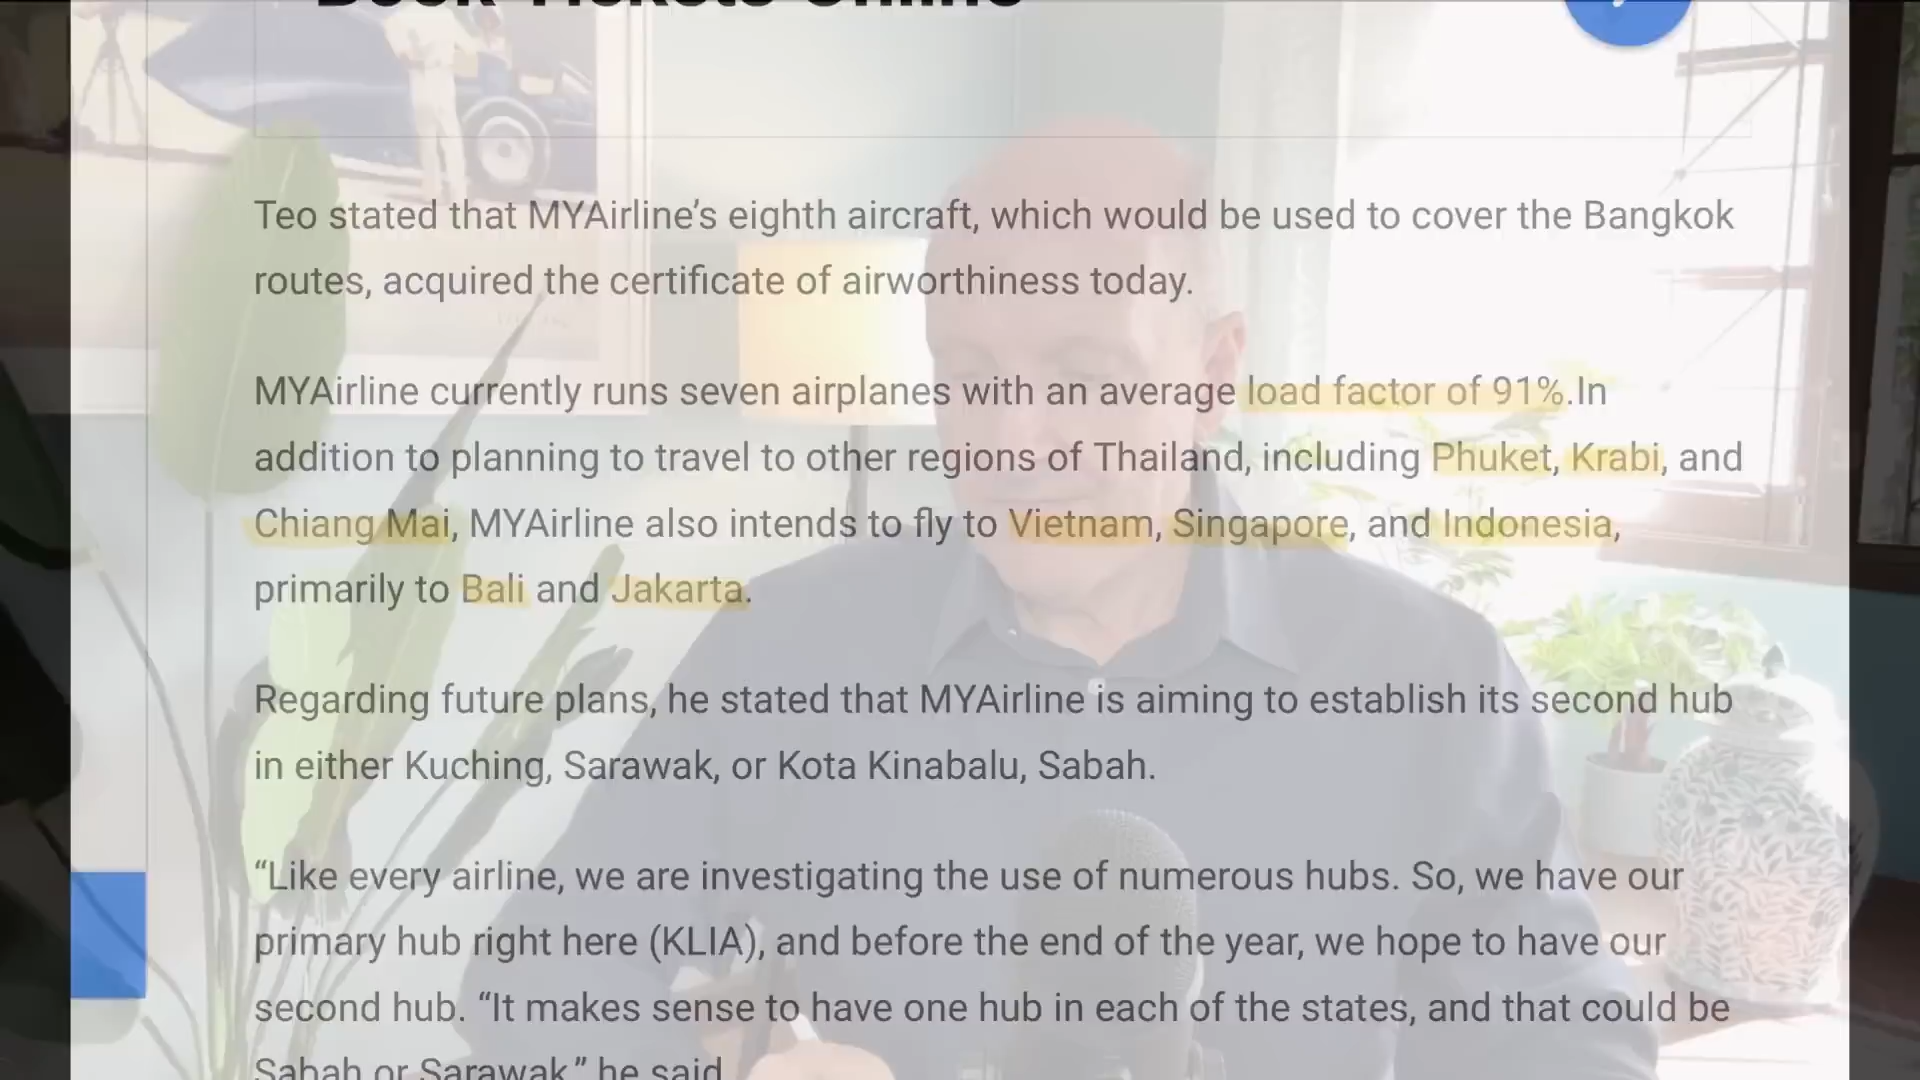 Book Tickets Online
Teo stated that MYAirline’s eighth aircraft, which would be used to cover the Bangkok
routes, acquired the certificate of airworthiness today.
MYAirline currently runs seven airplanes with an average load factor of 91%.In
addition to planning to travel to other regions of Thailand, including Phuket, Krabi, and
Chiang Mai, MYAirline also intends to fly to Vietnam, Singapore, and Indonesia,
primarily to Bali and Jakarta.
Regarding future plans, he stated that MYAirline is aiming to establish its second hub
in either Kuching, Sarawak, or Kota Kinabalu, Sabah.
“Like every airline, we are investigating the use of numerous hubs. So, we have our
primary hub right here (KLIA), and before the end of the year, we hope to have our
second hub. “It makes sense to have one hub in each of the states, and that could be
Sabah or Sarawak” he said